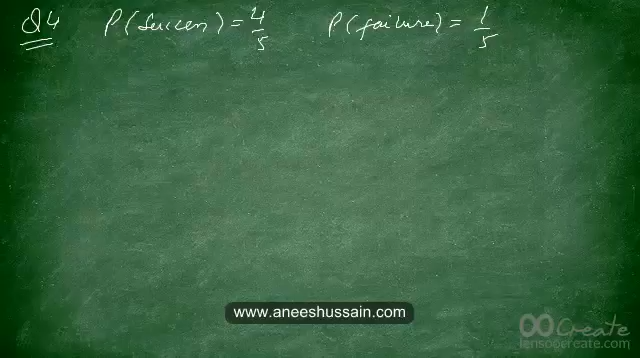 Q4 P(Success) = 4/5 P(failure) = 1/5
www.aneeshussain.com
Create
lensoocreate.com